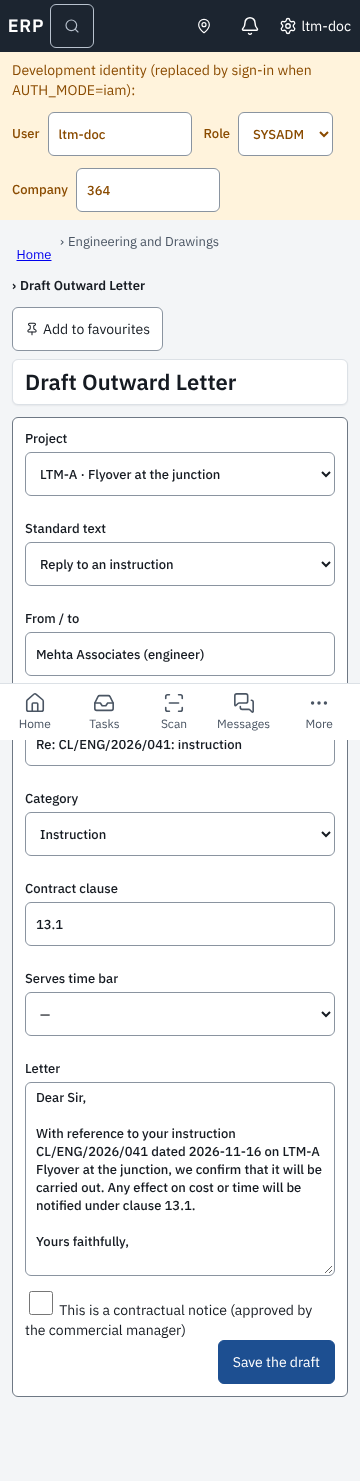 ERP
ltm-doc
Development identity (replaced by sign-in when
AUTH_MODE=iam):
User
ltm-doc
Role
SYSADM
Company
364
Home
› Engineering and Drawings
› Draft Outward Letter
Add to favourites
Draft Outward Letter
Project
LTM-A · Flyover at the junction
Standard text
Reply to an instruction
From / to
Mehta Associates (engineer)
Home
Tasks
Scan
Messages
More
Re: CL/ENG/2026/041: instruction
Category
Instruction
Contract clause
13.1
Serves time bar
—
Letter
Dear Sir,
With reference to your instruction
CL/ENG/2026/041 dated 2026-11-16 on LTM-A
Flyover at the junction, we confirm that it will be
carried out. Any effect on cost or time will be
notified under clause 13.1.
Yours faithfully,
This is a contractual notice (approved by
the commercial manager)
Save the draft